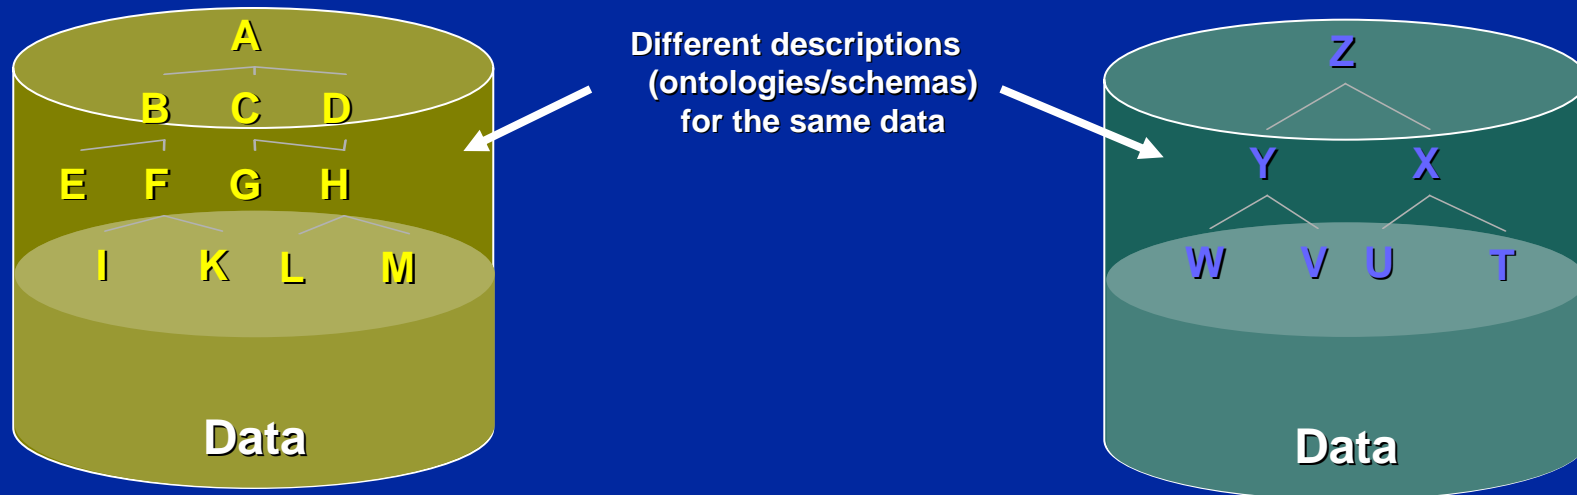 A
B C D
E F G H
I K L M
Data
Different descriptions
(ontologies/schemas)
for the same data
Z
Y X
W V U T
Data